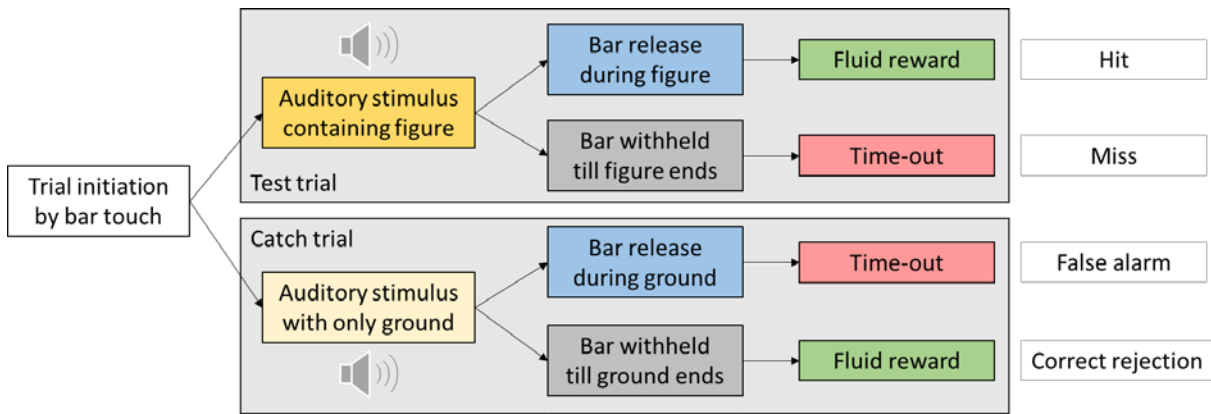 Trial initiation
by bar touch
Auditory stimulus
containing figure
Test trial
Bar release
during figure
Fluid reward
Hit
Bar withheld
till figure ends
Time-out
Miss
Catch trial
Auditory stimulus
with only ground
Bar release
during ground
Time-out
False alarm
Bar withheld
till ground ends
Fluid reward
Correct rejection